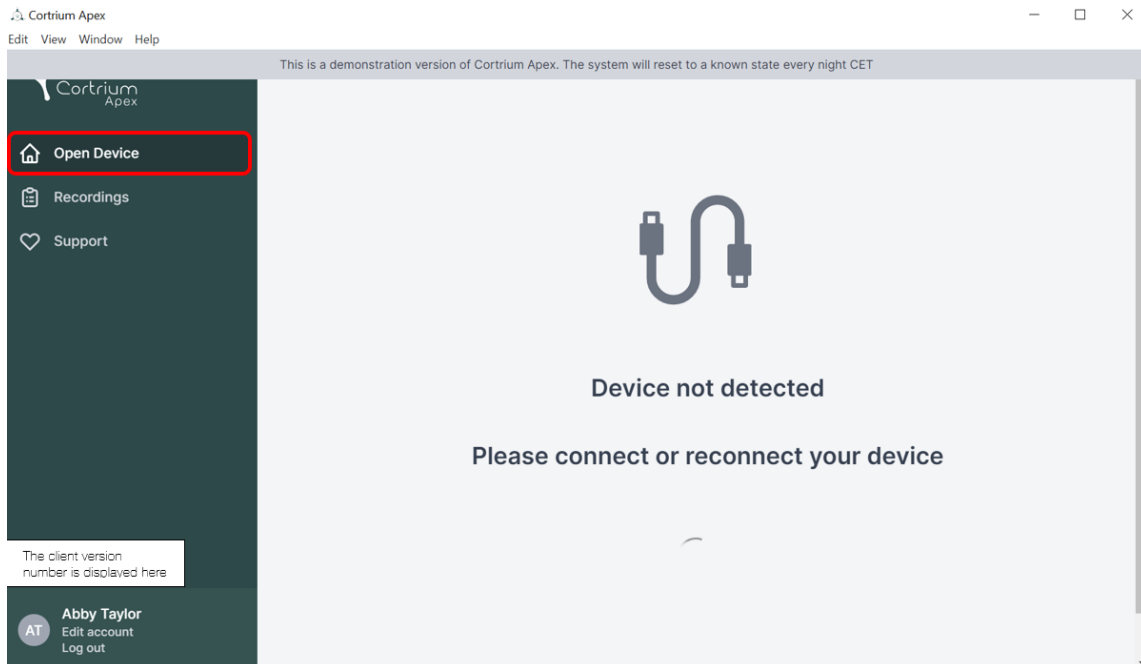 Cortrium Apex
Edit View Window Help
This is a demonstration version of Cortrium Apex. The system will reset to a known state every night CET
Cortrium
Apex
Open Device
Recordings
Support
Device not detected
Please connect or reconnect your device
The client version
number is displayed here
AT
Abby Taylor
Edit account
Log out